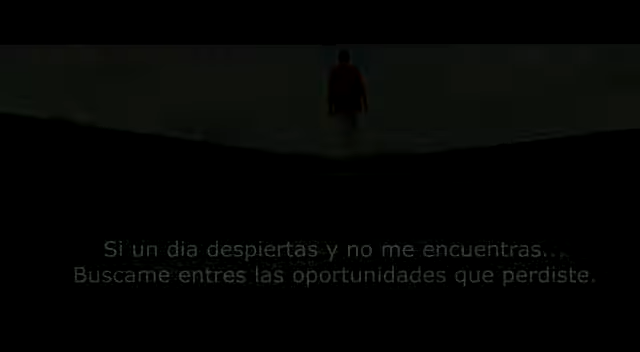 Si un dia despiertas y no me encuentras...
Buscame entres las oportunidades que perdiste.